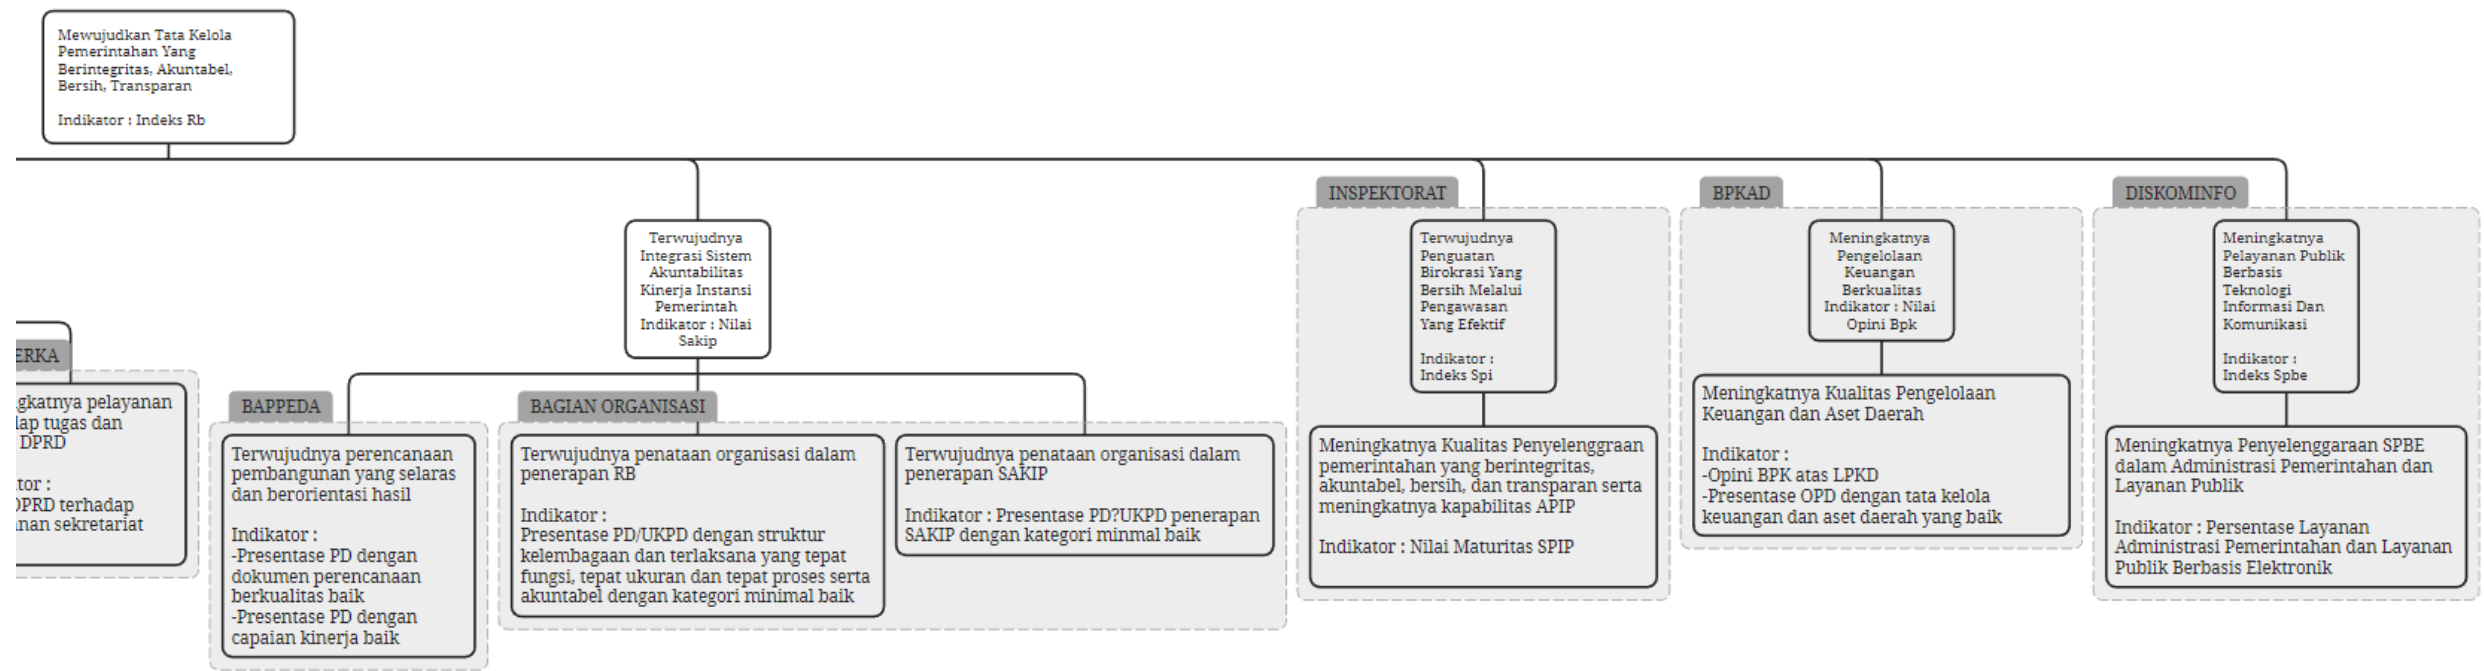 Mewujudkan Tata Kelola
Pemerintahan Yang
Berintegritas, Akuntabel,
Bersih, Transparan
Indikator : Indeks Rb
Terwujudnya
Integrasi Sistem
Akuntabilitas
Kinerja Instansi
Pemerintah
Indikator : Nilai
Sakip
INSPEKTORAT
Terwujudnya
Penguatan
Birokrasi Yang
Bersih Melalui
Pengawasan
Yang Efektif
Indikator :
Indeks Spi
BPKAD
Meningkatnya
Pengelolaan
Keuangan
Berkualitas
Indikator : Nilai
Opini Bpk
DISKOMINFO
Meningkatnya
Pelayanan Publik
Berbasis
Teknologi
Informasi Dan
Komunikasi
Indikator :
Indeks Spbe
ERKA
gkatnya pelayanan
lap tugas dan
DPRD
tor :
DPRD terhadap
nan sekretariat
BAPPEDA
Terwujudnya perencanaan
pembangunan yang selaras
dan berorientasi hasil
Indikator :
-Presentase PD dengan
dokumen perencanaan
berkualitas baik
-Presentase PD dengan
capaian kinerja baik
BAGIAN ORGANISASI
Terwujudnya penataan organisasi dalam
penerapan RB
Indikator :
Presentase PD/UKPD dengan struktur
kelembagaan dan terlaksana yang tepat
fungsi, tepat ukuran dan tepat proses serta
akuntabel dengan kategori minimal baik
Terwujudnya penataan organisasi dalam
penerapan SAKIP
Indikator : Presentase PD?UKPD penerapan
SAKIP dengan kategori minmal baik
Meningkatnya Kualitas Penyelenggraan
pemerintahan yang berintegritas,
akuntabel, bersih, dan transparan serta
meningkatnya kapabilitas APIP
Indikator : Nilai Maturitas SPIP
Meningkatnya Kualitas Pengelolaan
Keuangan dan Aset Daerah
Indikator :
-Opini BPK atas LPKD
-Presentase OPD dengan tata kelola
keuangan dan aset daerah yang baik
Meningkatnya Penyelenggaraan SPBE
dalam Administrasi Pemerintahan dan
Layanan Publik
Indikator : Persentase Layanan
Administrasi Pemerintahan dan Layanan
Publik Berbasis Elektronik